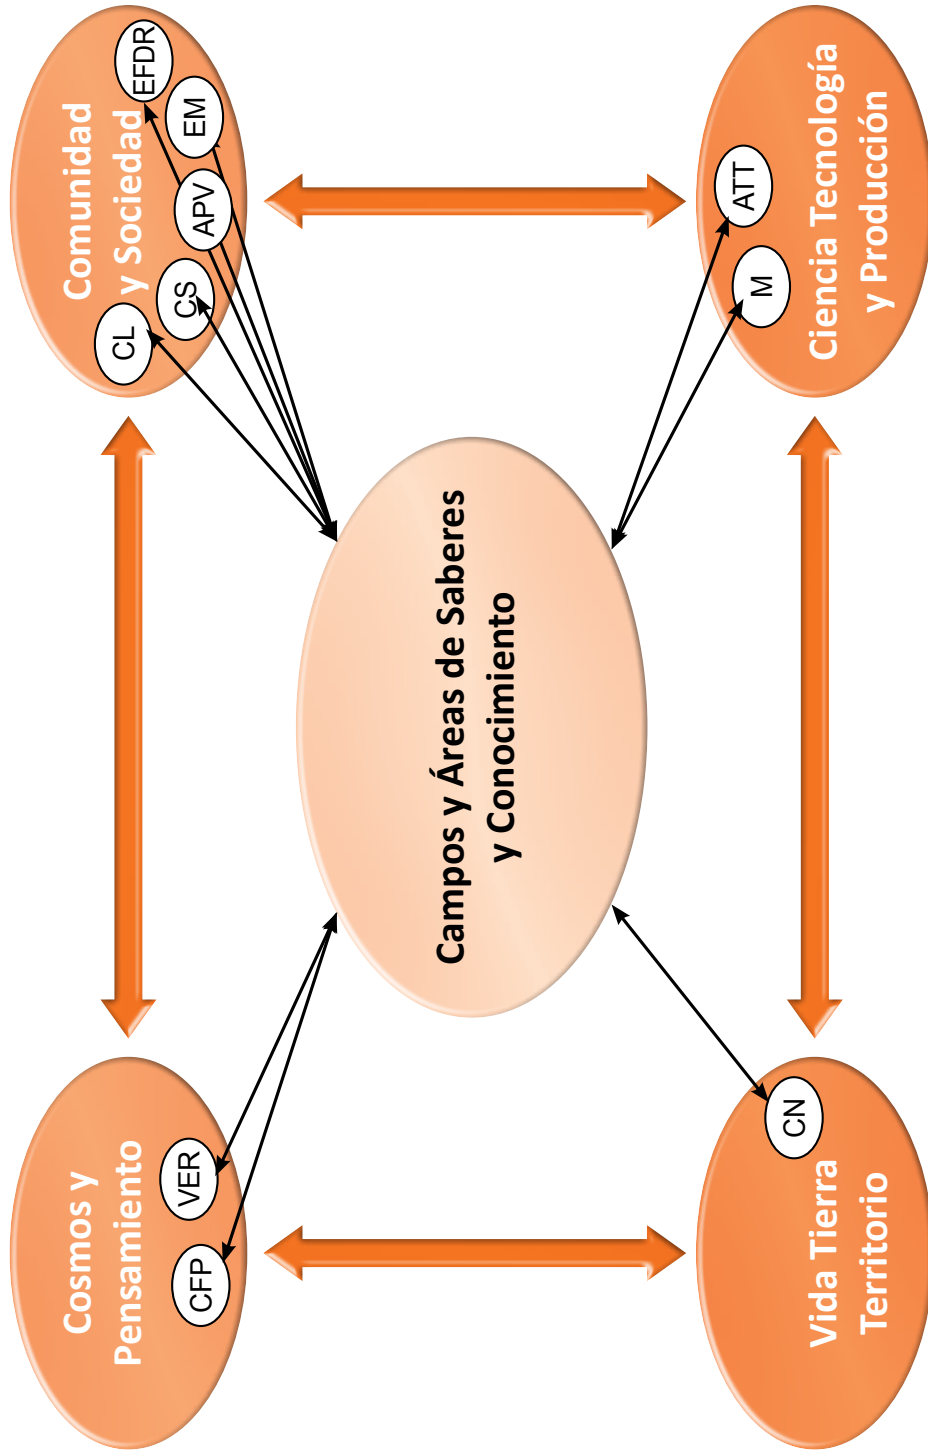 Cosmos y
Pensamiento
CFP
VER
Comunidad
y Sociedad
CL
CS
APV
EM
EFDR
Campos y Áreas de Saberes
y Conocimiento
Vida Tierra
Territorio
CN
Ciencia Tecnología
y Producción
M
ATT